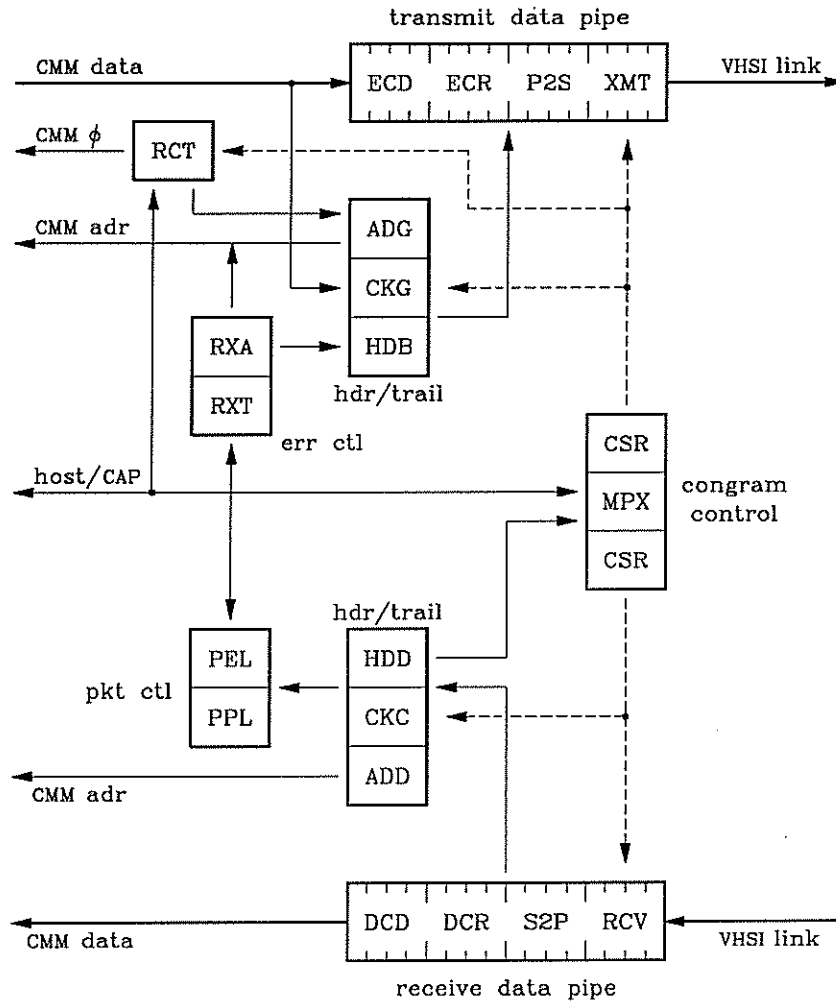 transmit data pipe
CMM data
ECD ECR P2S XMT
VHSI link
CMM ϕ
RCT
CMM adr
ADG
CKG
HDB
hdr/trail
RXA
RXT
err ctl
host/CAP
CSR
MPX
CSR
congram
control
hdr/trail
PEL
PPL
pkt ctl
HDD
CKC
ADD
CMM adr
DCD DCR S2P RCV
CMM data
VHSI link
receive data pipe